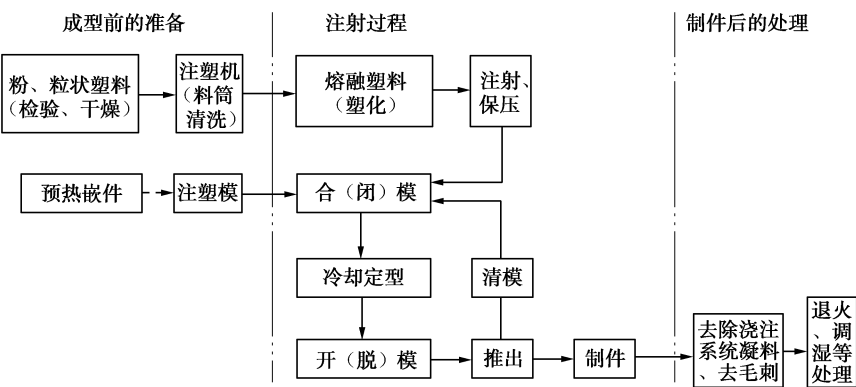 成型前的准备
注射过程
制件后的处理
粉、粒状塑料
(检验、干燥)
注塑机
(料筒
清洗)
熔融塑料
(塑化)
注射、
保压
预热嵌件
注塑模
合(闭)模
冷却定型
清模
开(脱)模
推出
制件
去除浇注
系统凝料
、去毛刺
退火
、调
湿等
处理